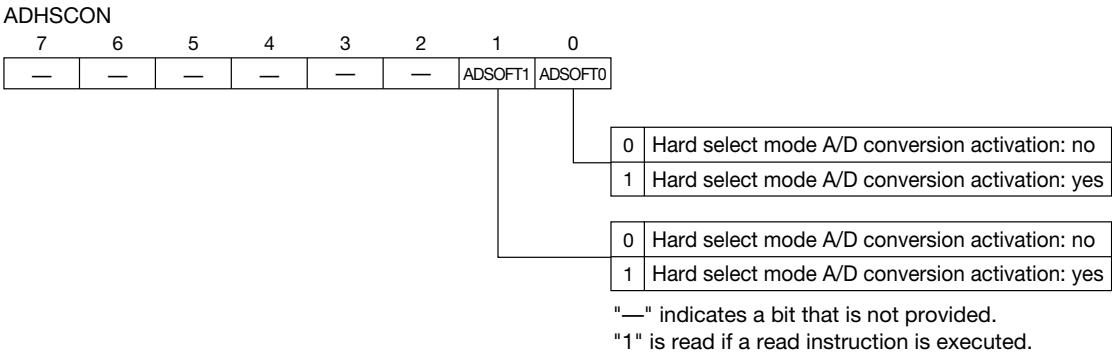 ADHSCON
7 6 5 4 3 2 1 0
— — — — — — ADSOFT1 ADSOFT0
0 Hard select mode A/D conversion activation: no
1 Hard select mode A/D conversion activation: yes
0 Hard select mode A/D conversion activation: no
1 Hard select mode A/D conversion activation: yes
"—" indicates a bit that is not provided.
"1" is read if a read instruction is executed.